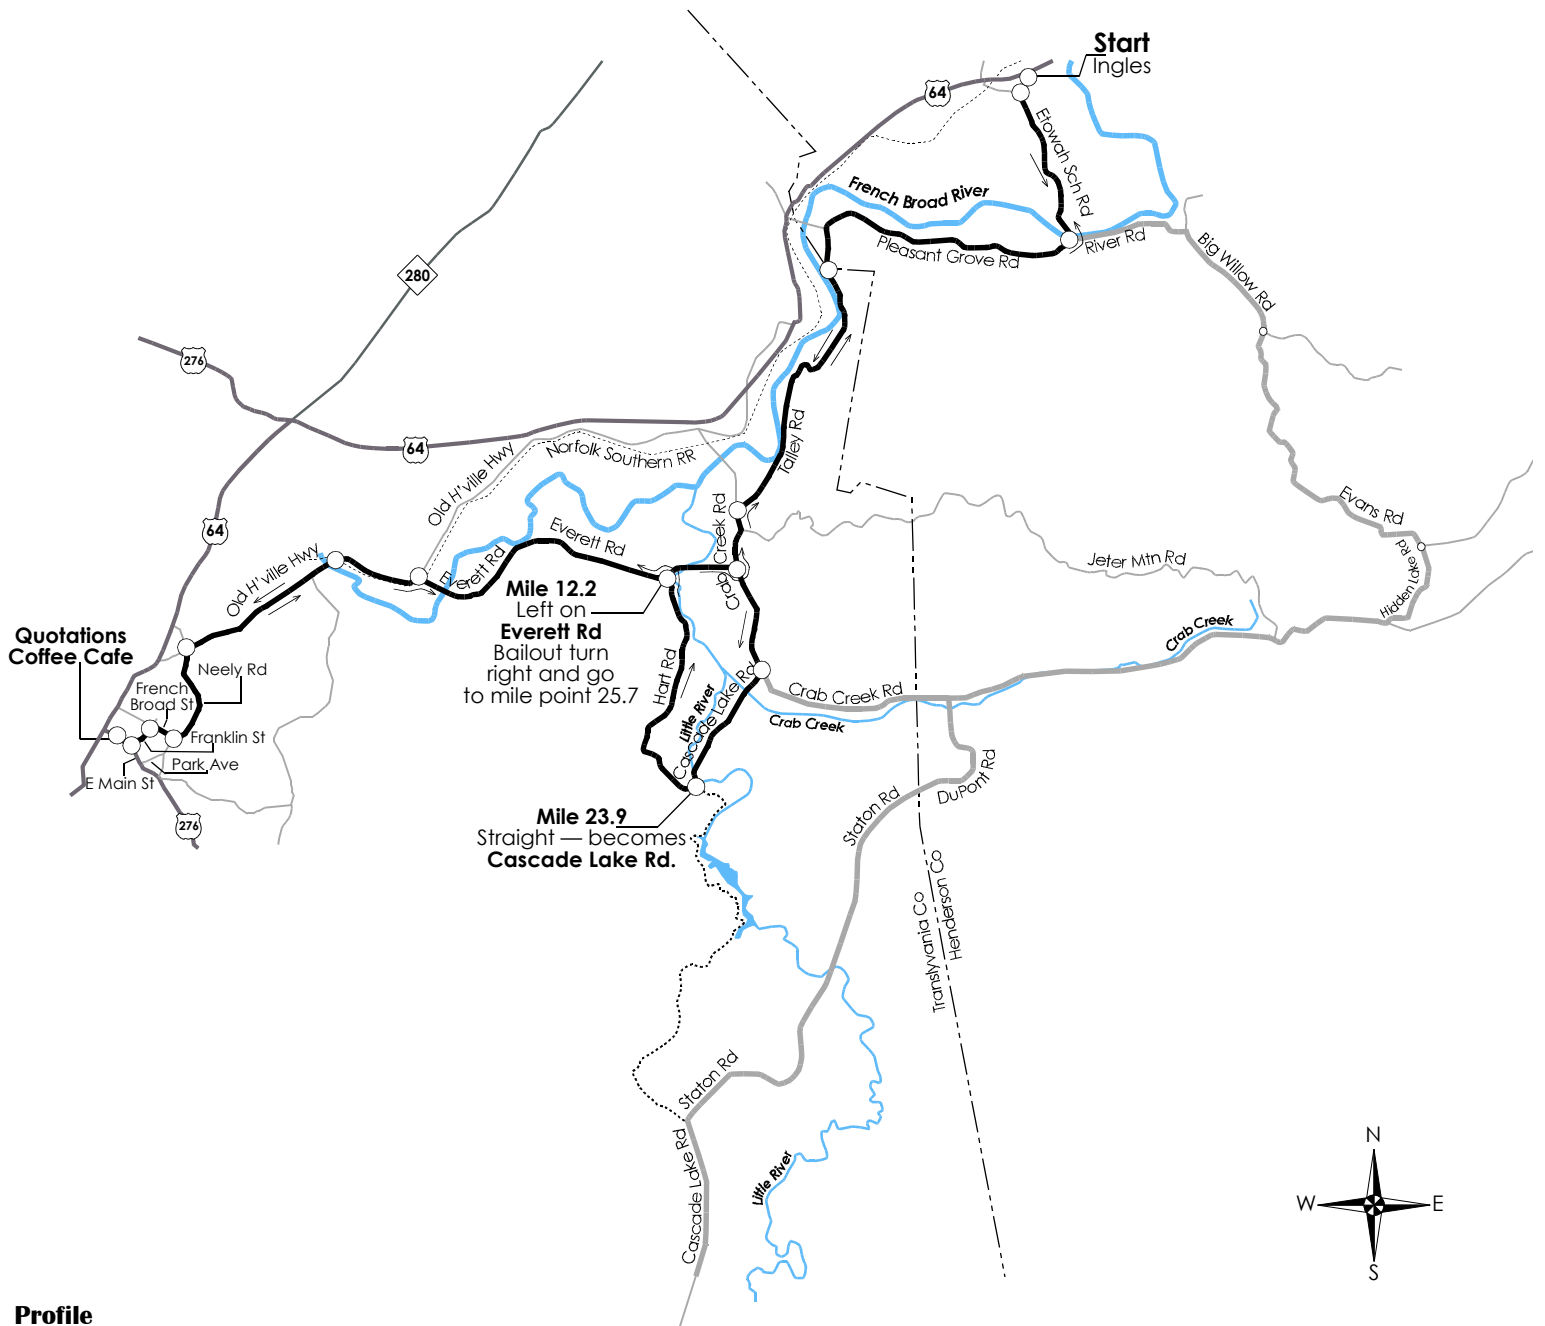 Start
Ingles
64
Etowah Sch Rd
French Broad River
Pleasant Grove Rd
River Rd
Big Willow Rd
280
276
64
Old H'ville Hwy
Norfolk Southern RR
Talley Rd
64
Everett Rd
Everett Rd
Crab Creek Rd
Evans Rd
Hidden Lake Rd
Jeter Mtn Rd
Old H'ville Hwy
Mile 12.2
Left on
Everett Rd
Bailout turn
right and go
to mile point 25.7
Quotations
Coffee Cafe
Neely Rd
French
Broad St
Franklin St
Park Ave
E Main St
276
Hart Rd
Little River
Cascade Lake Rd
Crab Creek Rd
Crab Creek
Crab Creek
Mile 23.9
Straight — becomes
Cascade Lake Rd.
Staton Rd
DuPont Rd
Translyvania Co
Henderson Co
Staton Rd
Cascade Lake Rd
Little River
N
W
E
S
Profile